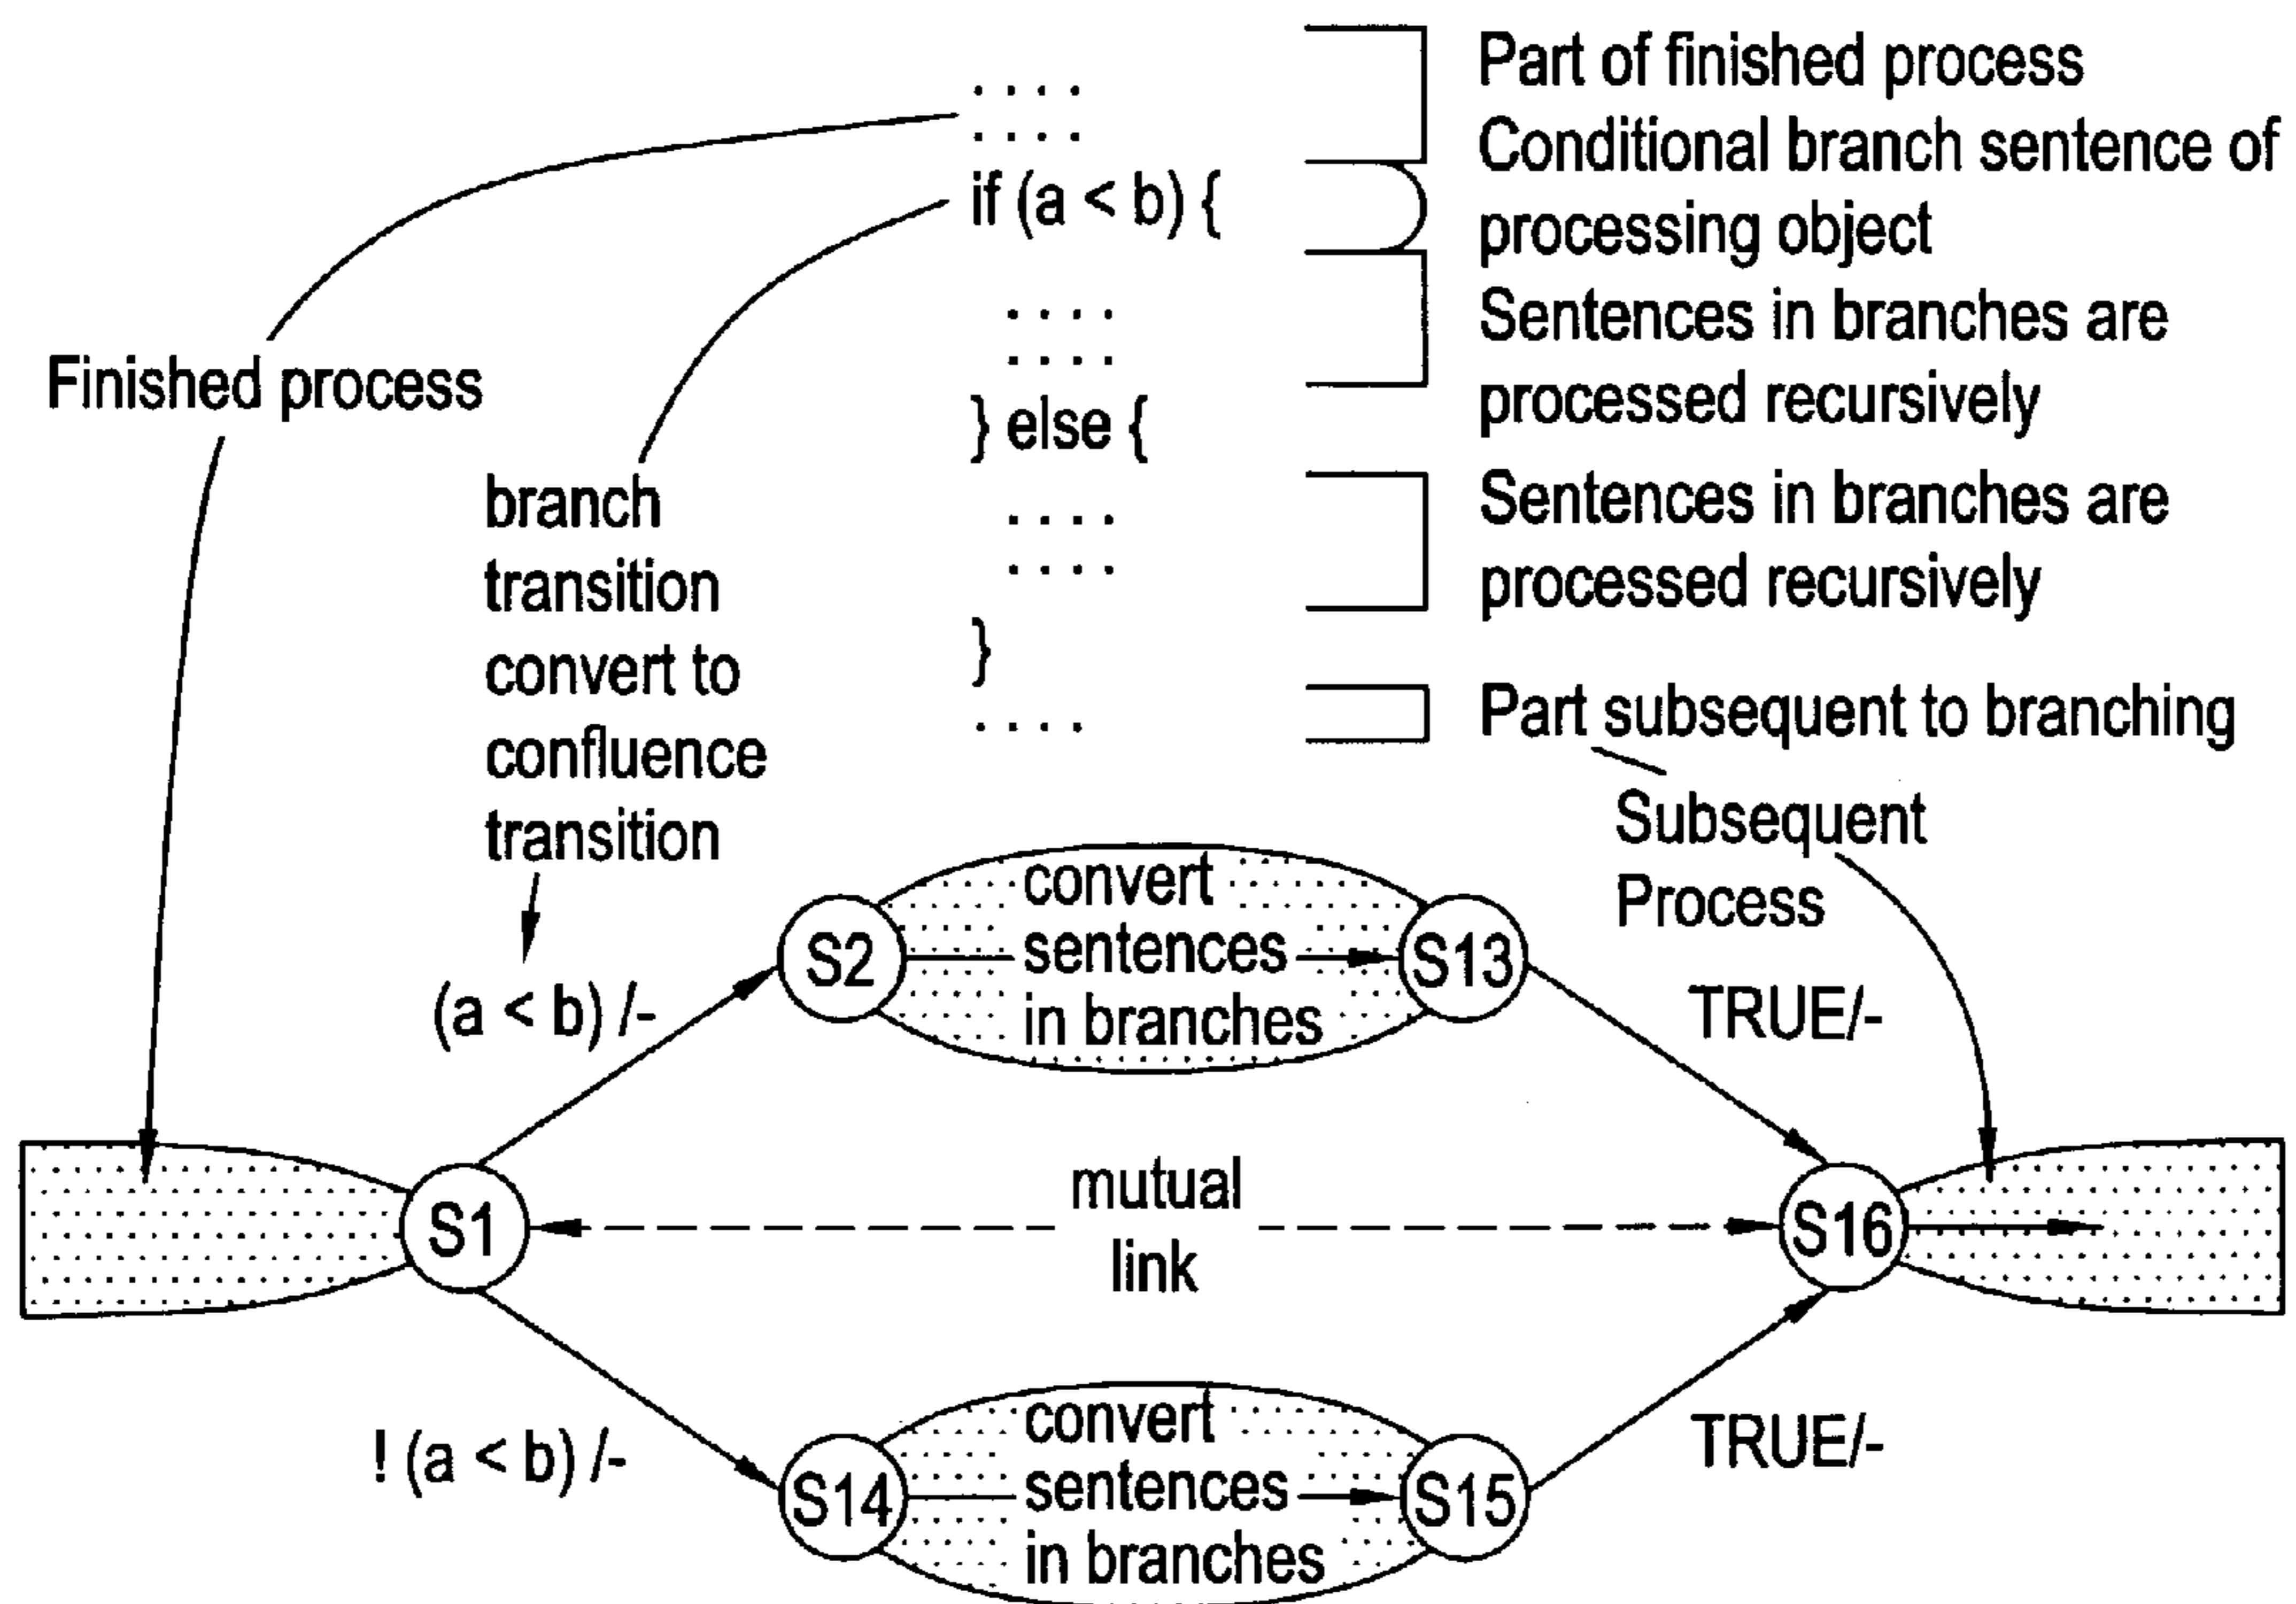 . . . .
. . . .
if (a < b) {
. . . .
. . . .
} else {
. . . .
. . . .
}
. . . .
Part of finished process
Conditional branch sentence of
processing object
Sentences in branches are
processed recursively
Sentences in branches are
processed recursively
Part subsequent to branching
Subsequent
Process
Finished process
branch
transition
convert to
confluence
transition
(a < b) /-
S2
convert
sentences
in branches
S13
TRUE/-
S1
mutual
link
S16
! (a < b) /-
S14
convert
sentences
in branches
S15
TRUE/-